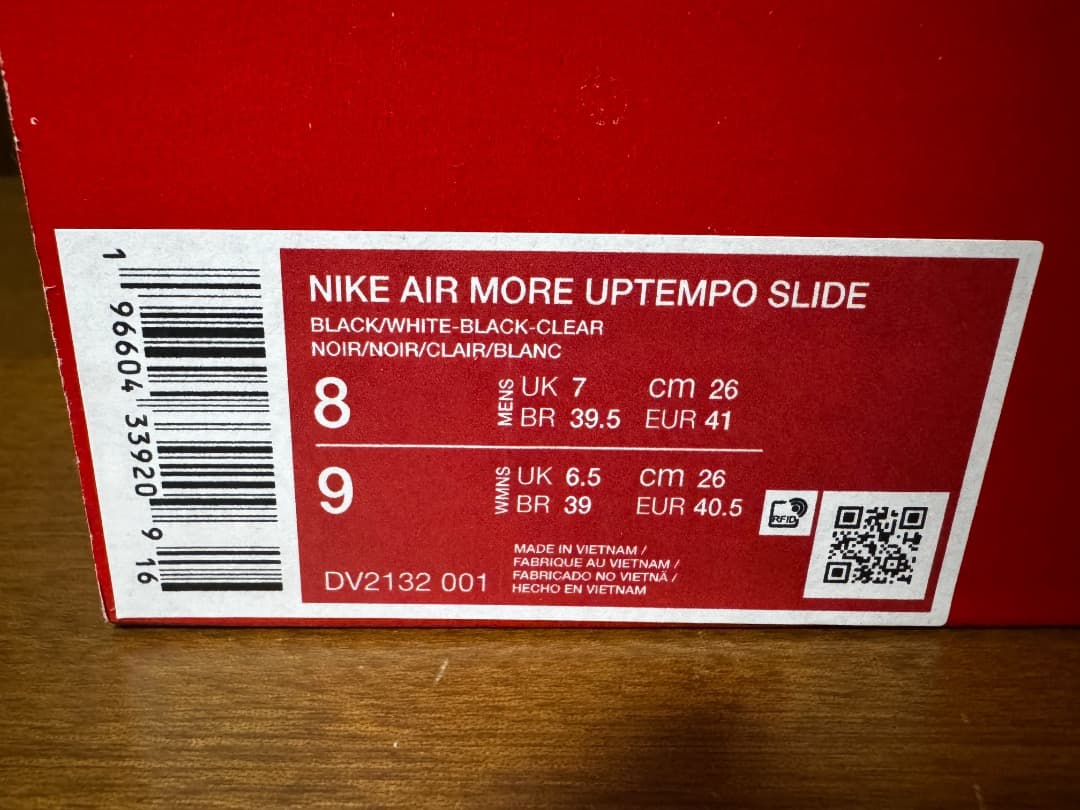 1 96604 33920 9 16
NIKE AIR MORE UPTEMPO SLIDE
BLACK/WHITE-BLACK-CLEAR
NOIR/NOIR/CLAIR/BLANC
8 MENS UK 7 cm 26
BR 39.5 EUR 41
9 WMNS UK 6.5 cm 26
BR 39 EUR 40.5
RFID
MADE IN VIETNAM /
FABRIQUE AU VIETNAM /
FABRICADO NO VIETNÃ /
HECHO EN VIETNAM
DV2132 001